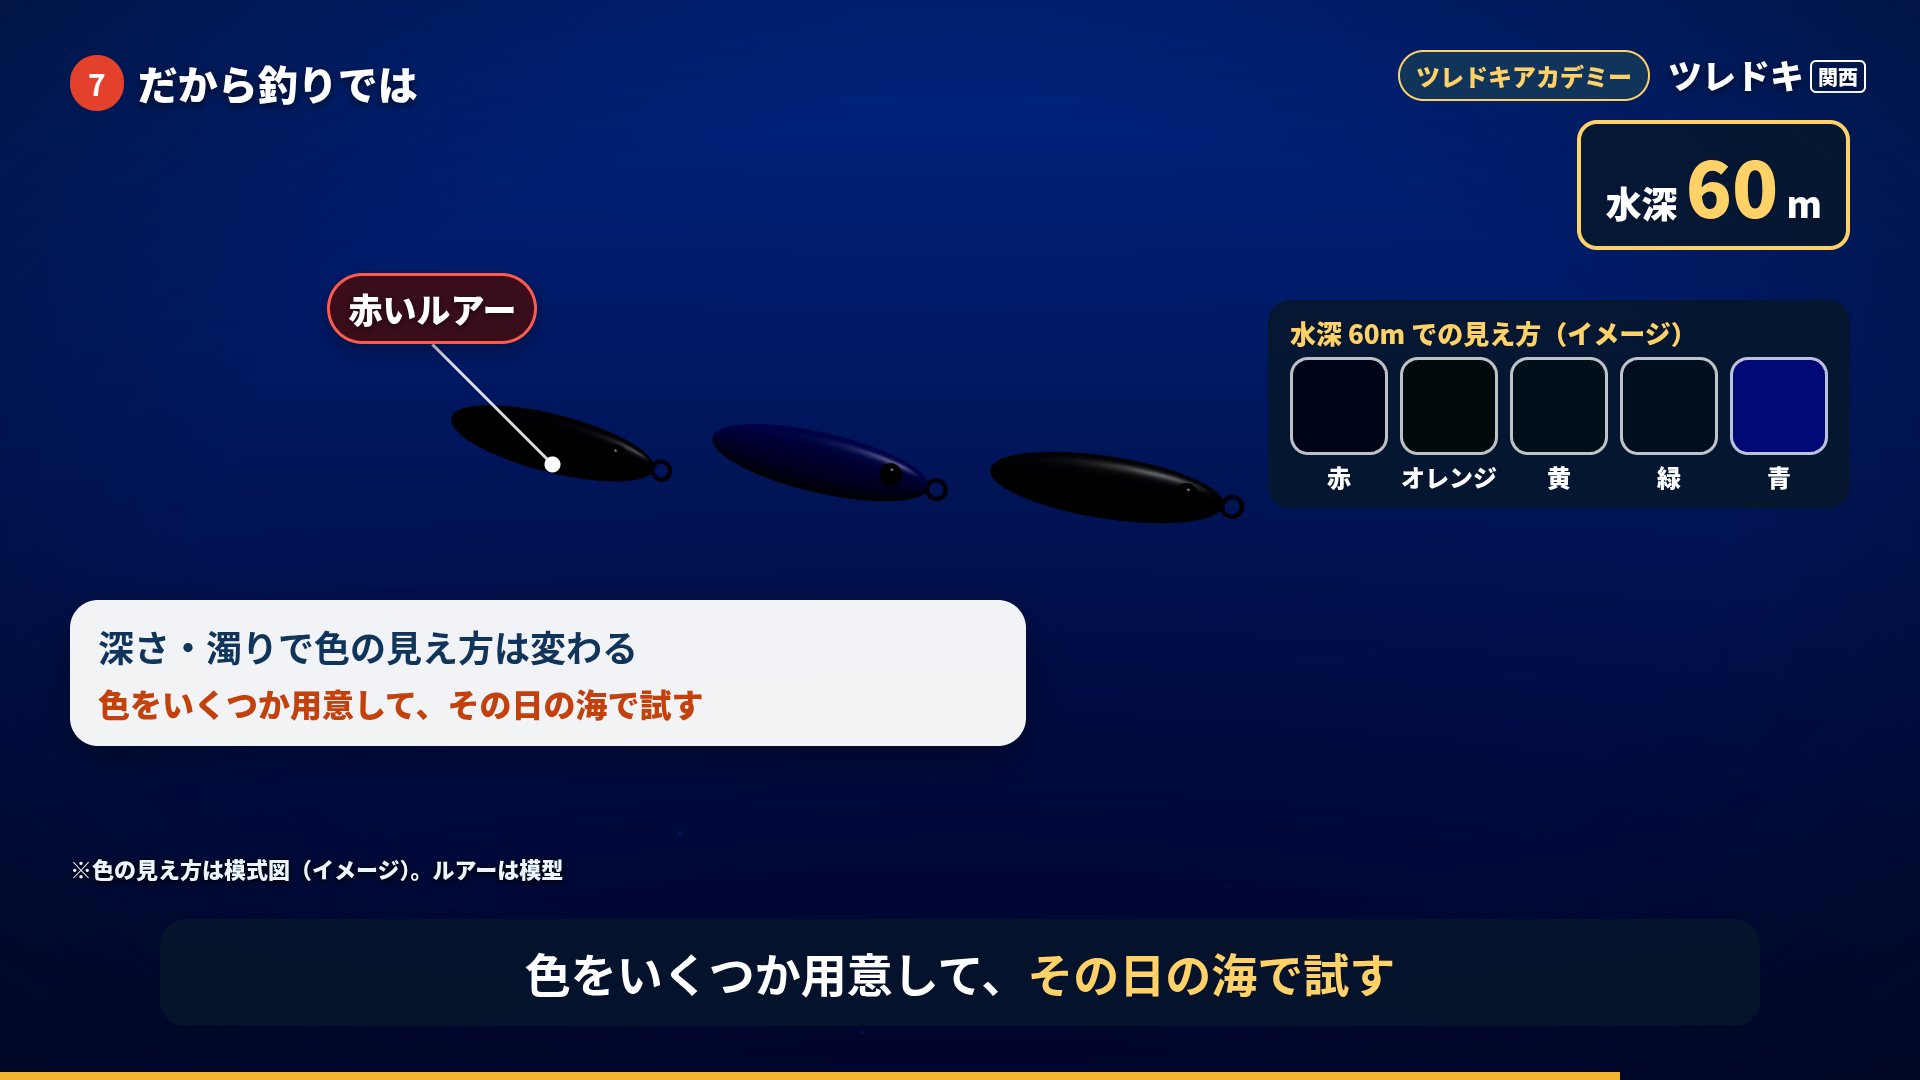 7 だから釣りでは
ツレドキアカデミー ツレドキ 関西
水深 60 m
赤いルアー
水深 60m での見え方（イメージ）
赤 オレンジ 黄 緑 青
深さ・濁りで色の見え方は変わる
色をいくつか用意して、その日の海で試す
※色の見え方は模式図（イメージ）。ルアーは模型
色をいくつか用意して、その日の海で試す